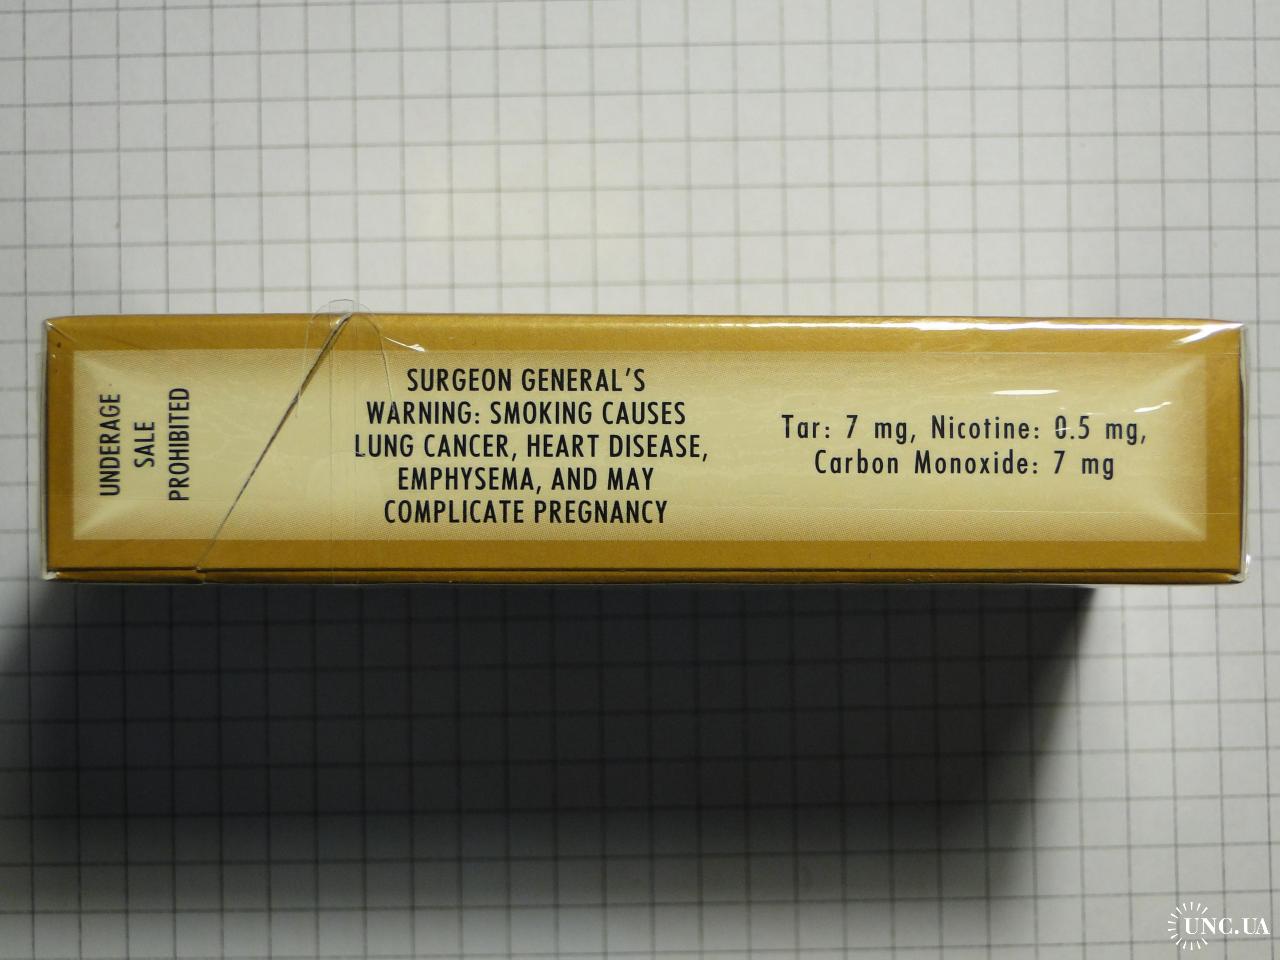 UNDERAGE
SALE
PROHIBITED
SURGEON GENERAL'S
WARNING: SMOKING CAUSES
LUNG CANCER, HEART DISEASE,
EMPHYSEMA, AND MAY
COMPLICATE PREGNANCY
Tar: 7 mg, Nicotine: 0.5 mg,
Carbon Monoxide: 7 mg
UNC.UA